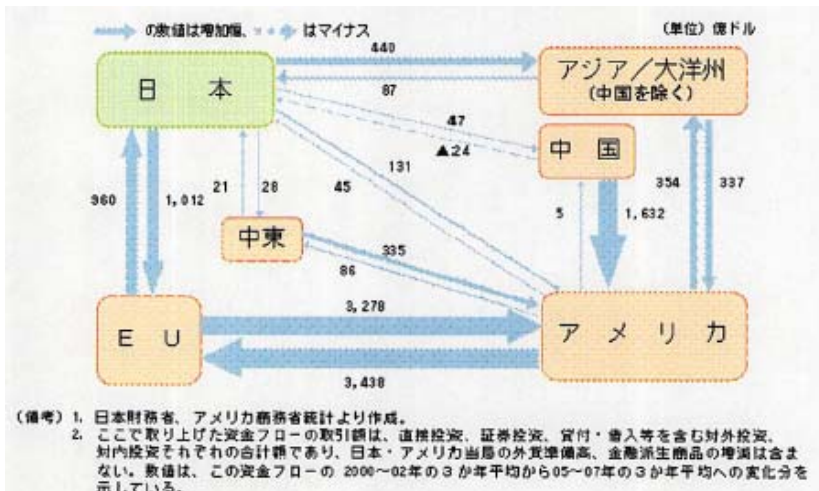 の数値は増加幅、 はマイナス (単位) 億ドル
440
日 本
アジア/大洋州
(中国を除く)
87
47
中 国
▲24
131
21 28 45
354 337
960 1,012
5 1,632
中東
335
86
3,278
E U
ア メ リ カ
3,438
(備考) 1. 日本財務省、アメリカ商務省統計より作成。
2. ここで取り上げた資金フローの取引額は、直接投資、証券投資、貸付・借入等を含む対外投資、
対内投資それぞれの合計額であり、日本・アメリカ当局の外貨準備高、金融派生商品の増減は含ま
ない。数値は、この資金フローの 2000~02年の3か年平均から05~07年の3か年平均への変化分を
示している。